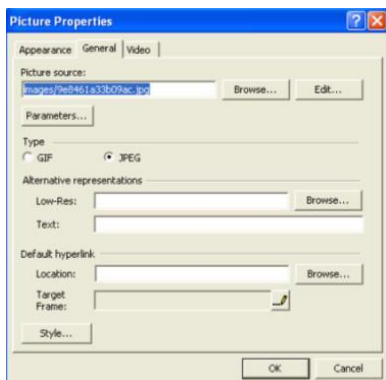 Picture Properties
Appearance General Video
Picture source:
images/9e8461a33b09ac.jpg Browse... Edit...
Parameters...
Type
GIF JPEG
Alternative representations
Low-Res: Browse...
Text:
Default hyperlink
Location: Browse...
Target
Frame:
Style...
OK Cancel